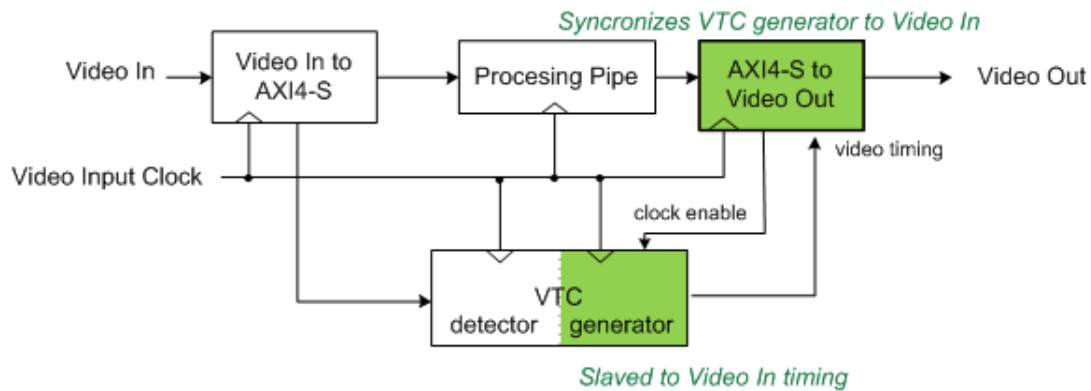 Syncronizes VTC generator to Video In
Video In
Video In to
AXI4-S
Procesing Pipe
AXI4-S to
Video Out
Video Out
video timing
Video Input Clock
clock enable
VTC
detector
generator
Slaved to Video In timing